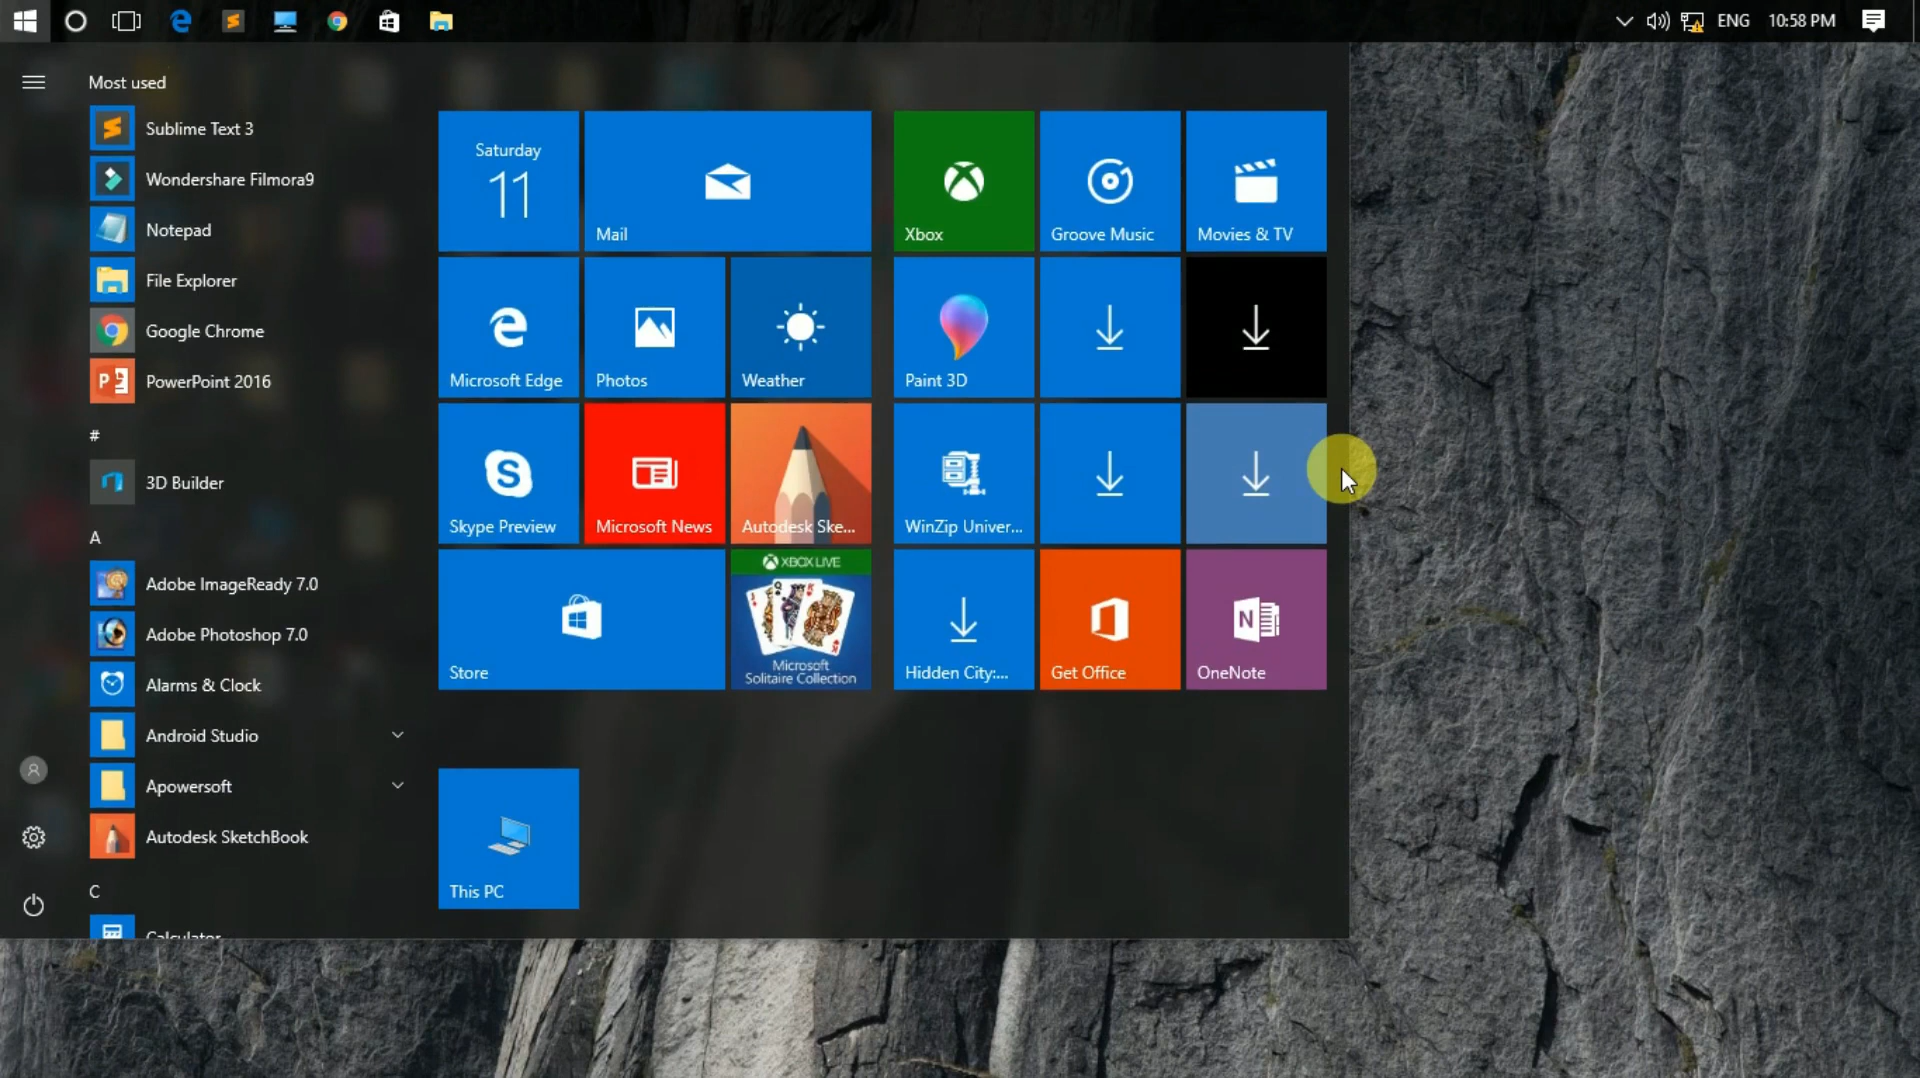 ENG 10:58 PM
Most used
Sublime Text 3
Wondershare Filmora9
Notepad
File Explorer
Google Chrome
PowerPoint 2016
#
3D Builder
A
Adobe ImageReady 7.0
Adobe Photoshop 7.0
Alarms & Clock
Android Studio
Apowersoft
Autodesk SketchBook
C
Calculator
Saturday
11
Mail
Microsoft Edge
Photos
Weather
Skype Preview
Microsoft News
Autodesk Ske...
Store
XBOX LIVE
Microsoft
Solitaire Collection
This PC
Xbox
Groove Music
Movies & TV
Paint 3D
WinZip Univer...
Hidden City:...
Get Office
OneNote